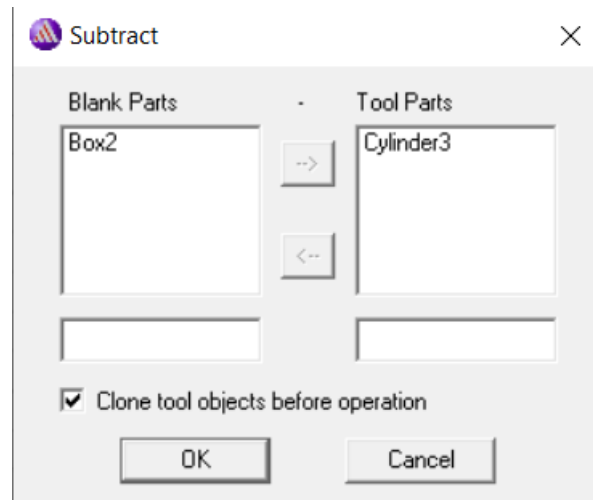 Subtract
Blank Parts - Tool Parts
Box2
Cylinder3
-->
<--
Clone tool objects before operation
OK Cancel